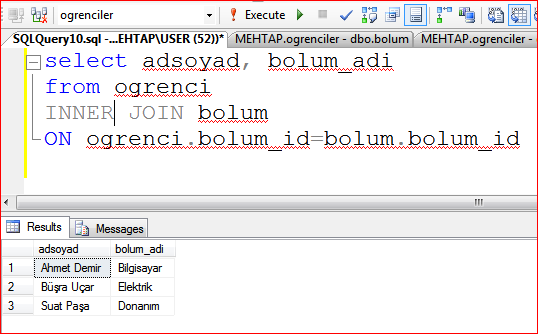 ogrenciler Execute
SQLQuery10.sql -...EHTAP\USER (52))* MEHTAP.ogrenciler - dbo.bolum MEHTAP.ogrenciler - d
select adsoyad, bolum_adi
from ogrenci
INNER JOIN bolum
ON ogrenci.bolum_id=bolum.bolum_id
Results Messages
adsoyad bolum_adi
1 Ahmet Demir Bilgisayar
2 Büşra Uçar Elektrik
3 Suat Paşa Donanım